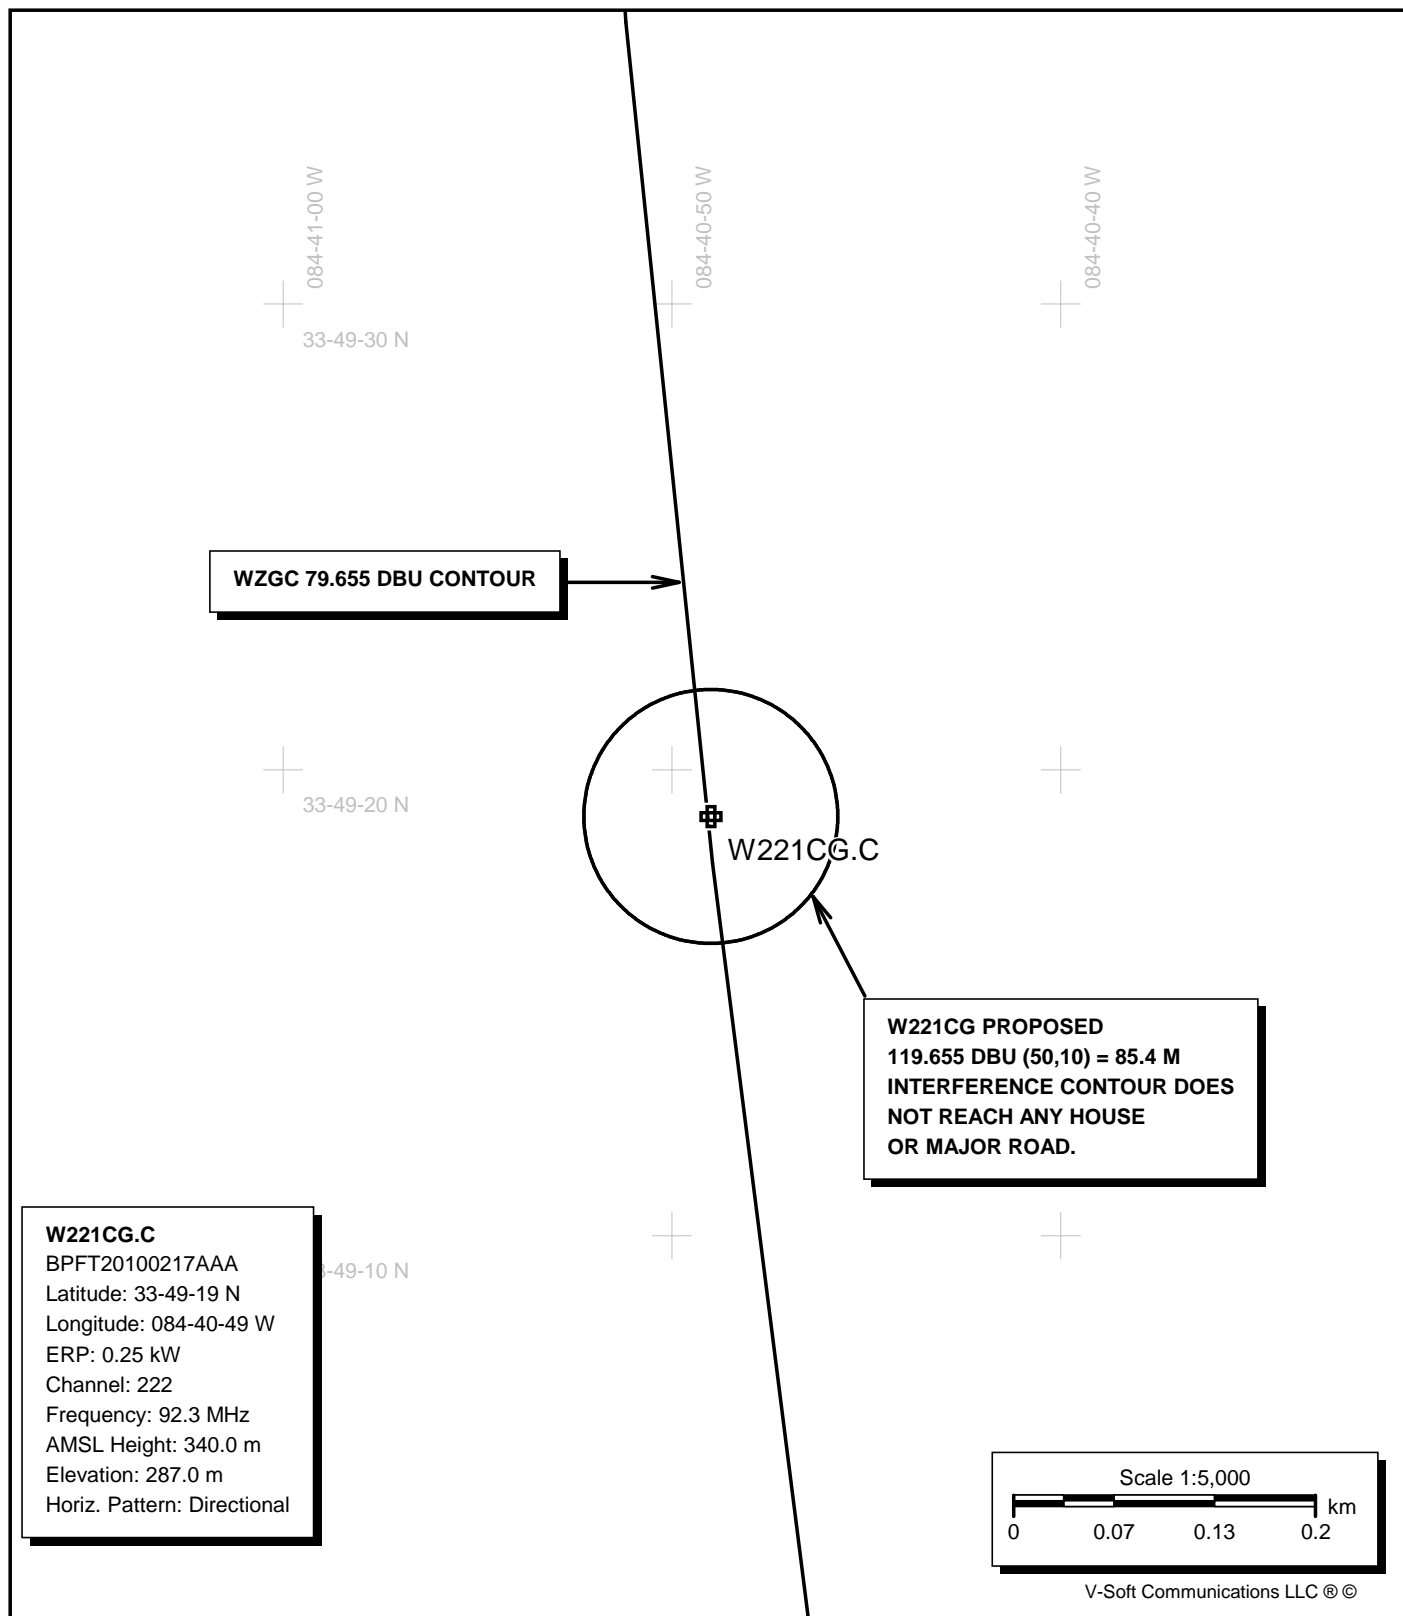 084-41-00 W
084-40-50 W
084-40-40 W
33-49-30 N
WZGC 79.655 DBU CONTOUR
33-49-20 N
W221CG.C
W221CG PROPOSED
119.655 DBU (50,10) = 85.4 M
INTERFERENCE CONTOUR DOES
NOT REACH ANY HOUSE
OR MAJOR ROAD.
-49-10 N
W221CG.C
BPFT20100217AAA
Latitude: 33-49-19 N
Longitude: 084-40-49 W
ERP: 0.25 kW
Channel: 222
Frequency: 92.3 MHz
AMSL Height: 340.0 m
Elevation: 287.0 m
Horiz. Pattern: Directional
Scale 1:5,000
km
0 0.07 0.13 0.2
V-Soft Communications LLC ® ©